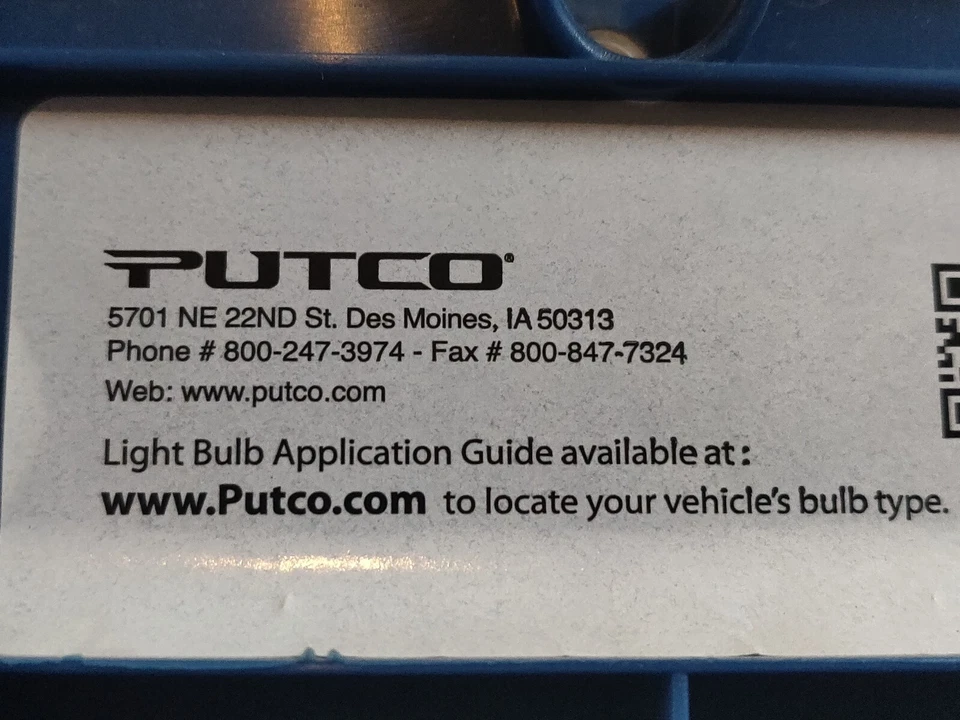 PUTCO®
5701 NE 22ND St. Des Moines, IA 50313
Phone # 800-247-3974 - Fax # 800-847-7324
Web: www.putco.com
Light Bulb Application Guide available at:
www.Putco.com to locate your vehicle's bulb type.